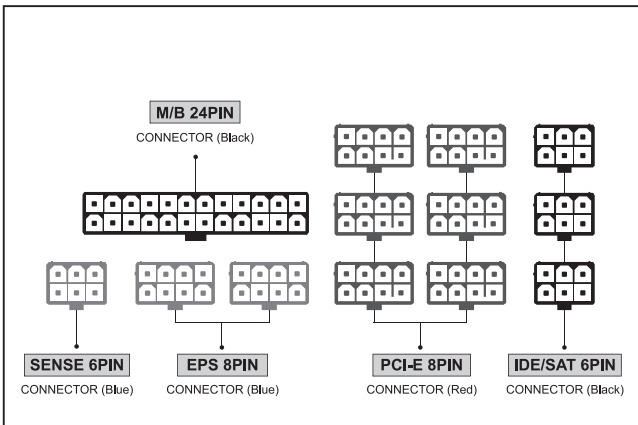 M/B 24PIN
CONNECTOR (Black)
SENSE 6PIN
CONNECTOR (Blue)
EPS 8PIN
CONNECTOR (Blue)
PCI-E 8PIN
CONNECTOR (Red)
IDE/SAT 6PIN
CONNECTOR (Black)